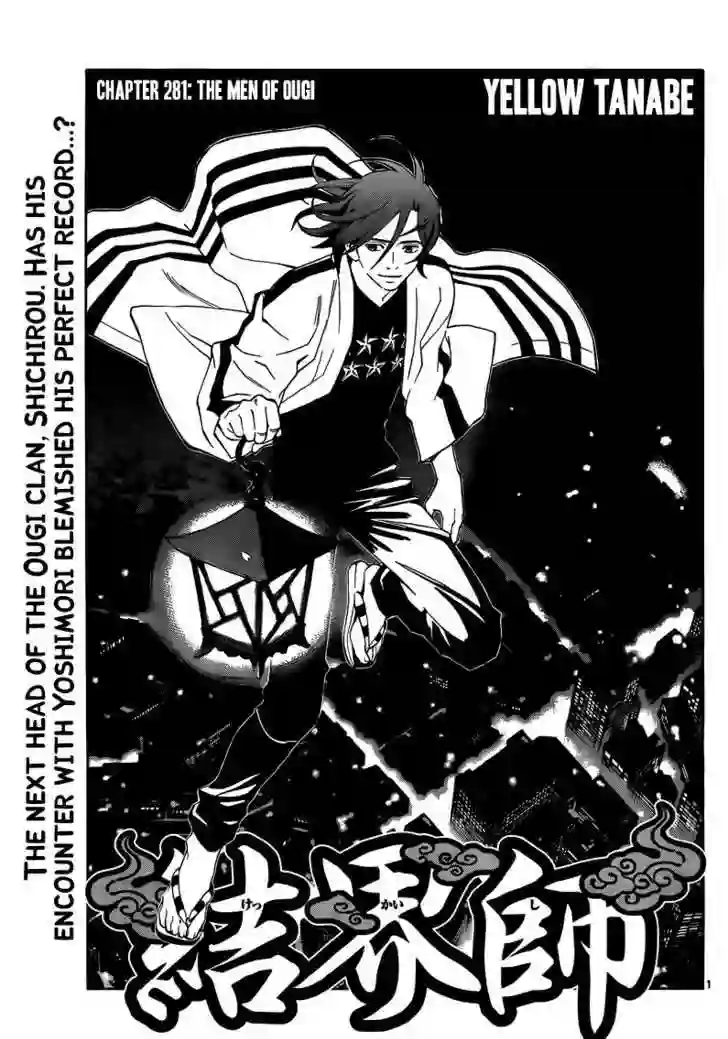 CHAPTER 281: THE MEN OF OUGI
YELLOW TANABE
THE NEXT HEAD OF THE OUGI CLAN, SHICHIROU. HAS HIS
ENCOUNTER WITH YOSHIMORI BLEMISHED HIS PERFECT RECORD...?
結界師
けっ かい し
1